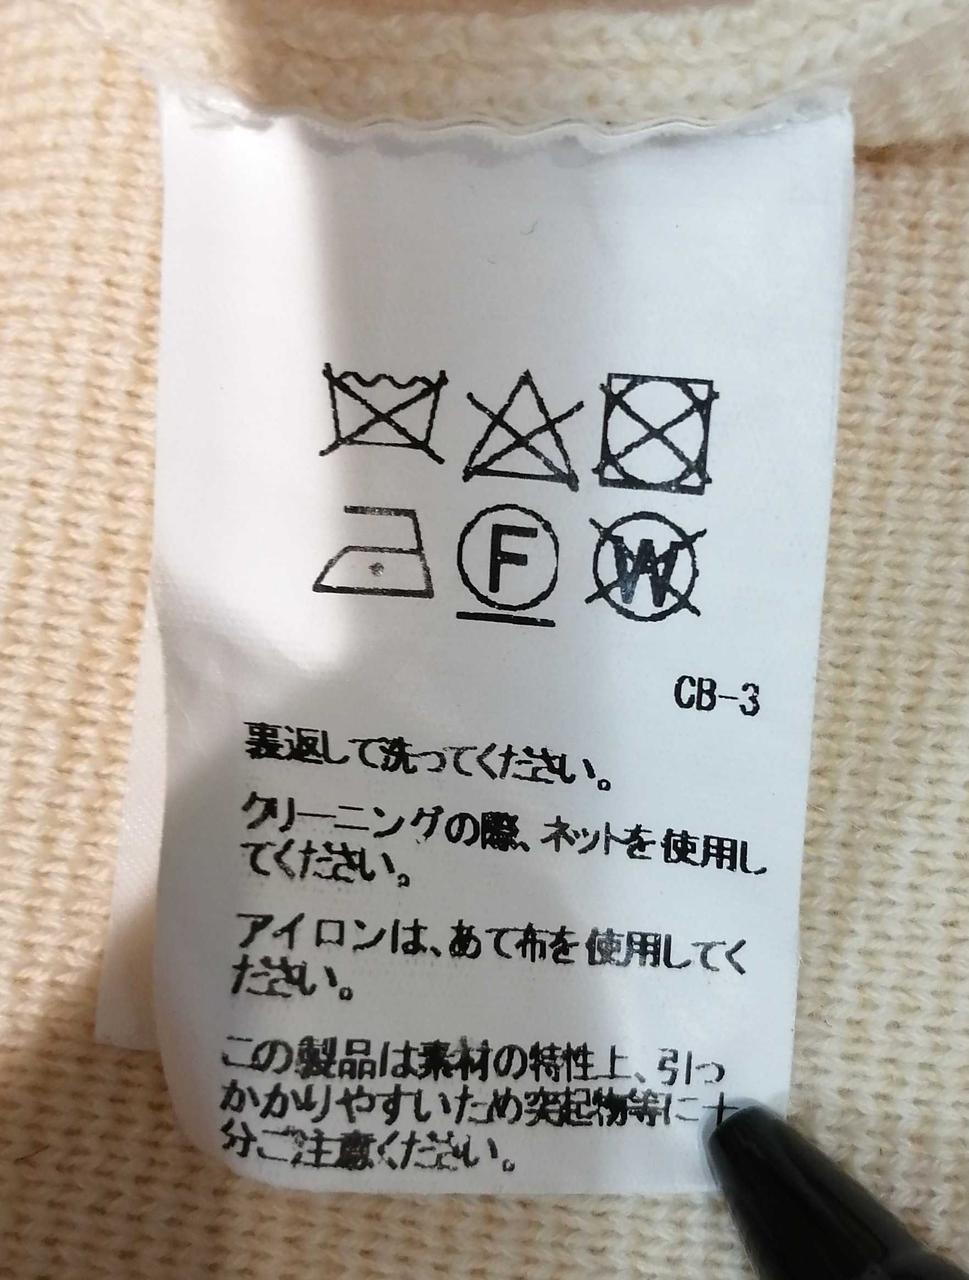 F W
CB-3
裏返して洗ってください。
クリーニングの際、ネットを使用し
てください。
アイロンは、あて布を使用してく
ださい。
この製品は素材の特性上、引っ
かかりやすいため突起物等に十
分ご注意ください。